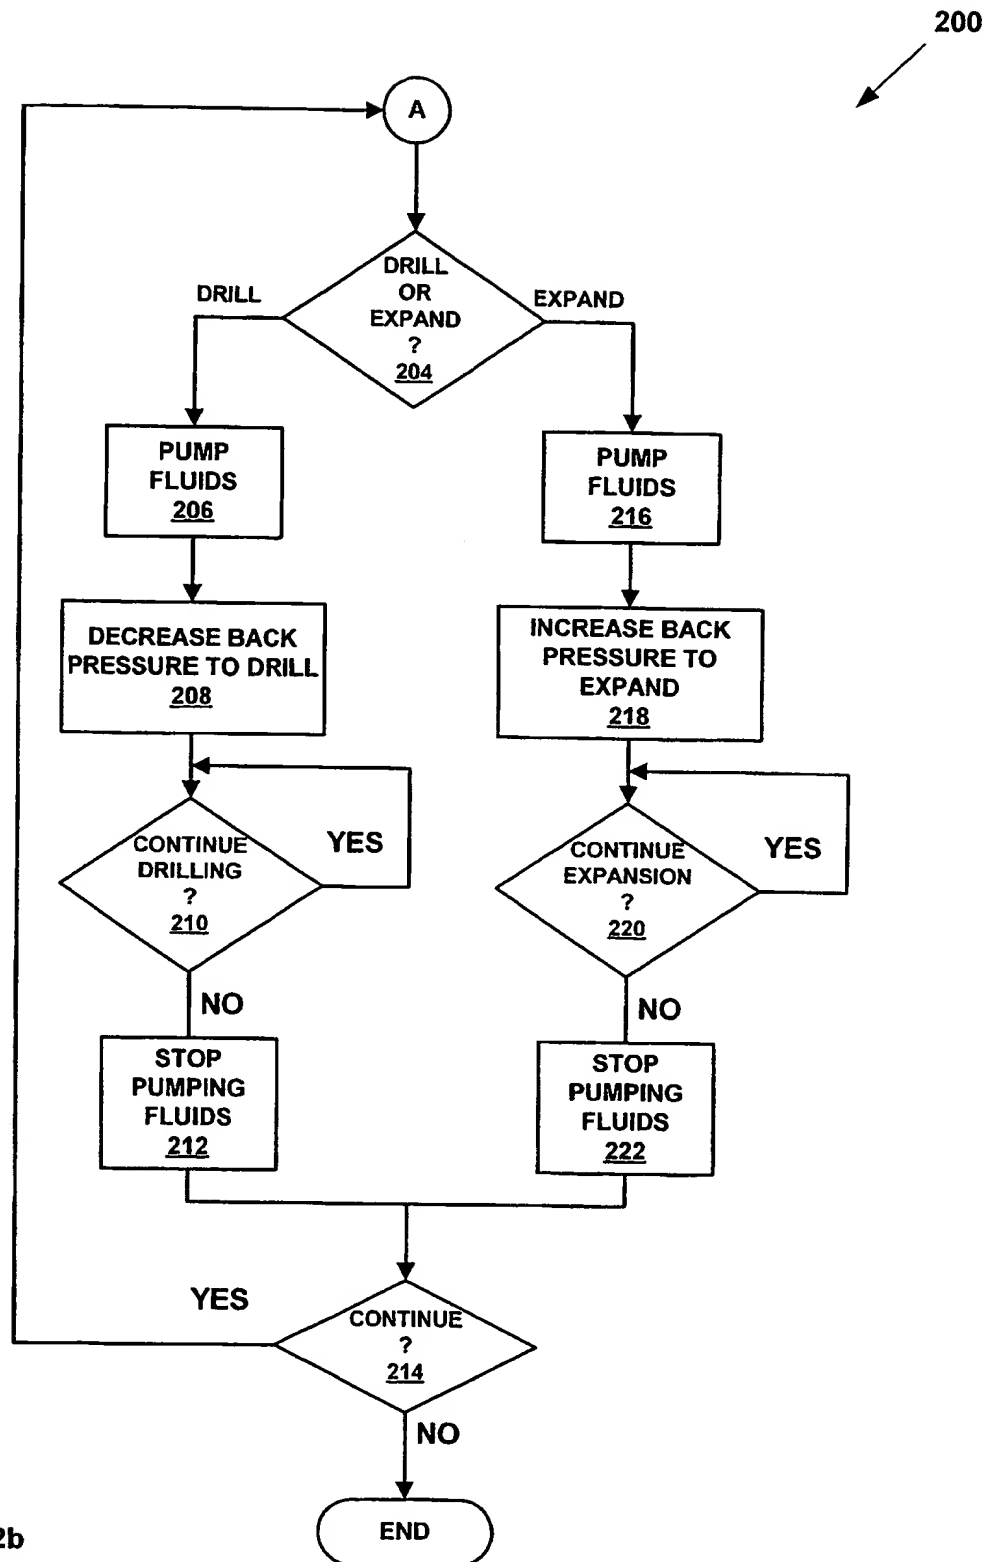 200
A
DRILL
OR
EXPAND
?
204
DRILL
EXPAND
PUMP
FLUIDS
206
PUMP
FLUIDS
216
DECREASE BACK
PRESSURE TO DRILL
208
INCREASE BACK
PRESSURE TO
EXPAND
218
CONTINUE
DRILLING
?
210
YES
CONTINUE
EXPANSION
?
220
YES
NO
NO
STOP
PUMPING
FLUIDS
212
STOP
PUMPING
FLUIDS
222
YES
CONTINUE
?
214
NO
END
2b